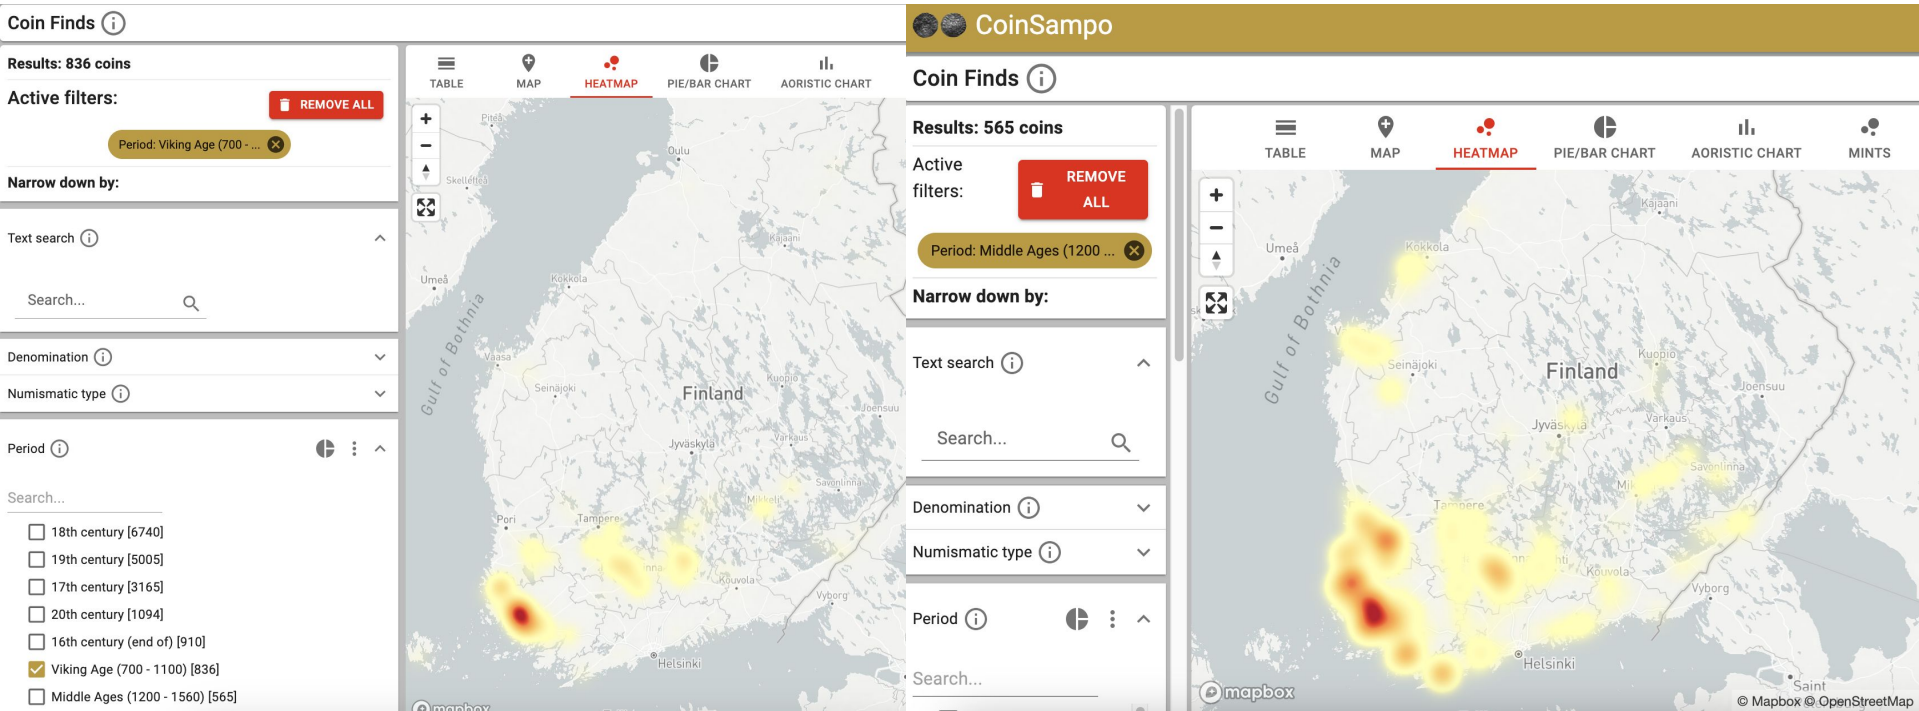 Coin Finds
Results: 836 coins
Active filters:
REMOVE ALL
Period: Viking Age (700 - ...
Narrow down by:
Text search
Search...
Denomination
Numismatic type
Period
Search...
18th century [6740]
19th century [5005]
17th century [3165]
20th century [1094]
16th century (end of) [910]
Viking Age (700 - 1100) [836]
Middle Ages (1200 - 1560) [565]
TABLE
MAP
HEATMAP
PIE/BAR CHART
AORISTIC CHART
Piteå
Oulu
Skellefteå
Kajaani
Umeå
Kokkola
Gulf of Bothnia
Vaasa
Seinäjoki
Finland
Kuopio
Joensuu
Jyväskylä
Varkaus
Savonlinna
Mikkeli
Pori
Tampere
Kouvola
Vyborg
Helsinki
mapbox
CoinSampo
Coin Finds
Results: 565 coins
Active
filters:
REMOVE
ALL
Period: Middle Ages (1200 ...
Narrow down by:
Text search
Search...
Denomination
Numismatic type
Period
Search...
TABLE
MAP
HEATMAP
PIE/BAR CHART
AORISTIC CHART
MINTS
Kajaani
Umeå
Kokkola
Gulf of Bothnia
Seinäjoki
Finland
Kuopio
Joensuu
Jyväskylä
Varkaus
Savonlinna
Tampere
Kouvola
Vyborg
Helsinki
Saint
mapbox
© Mapbox © OpenStreetMap